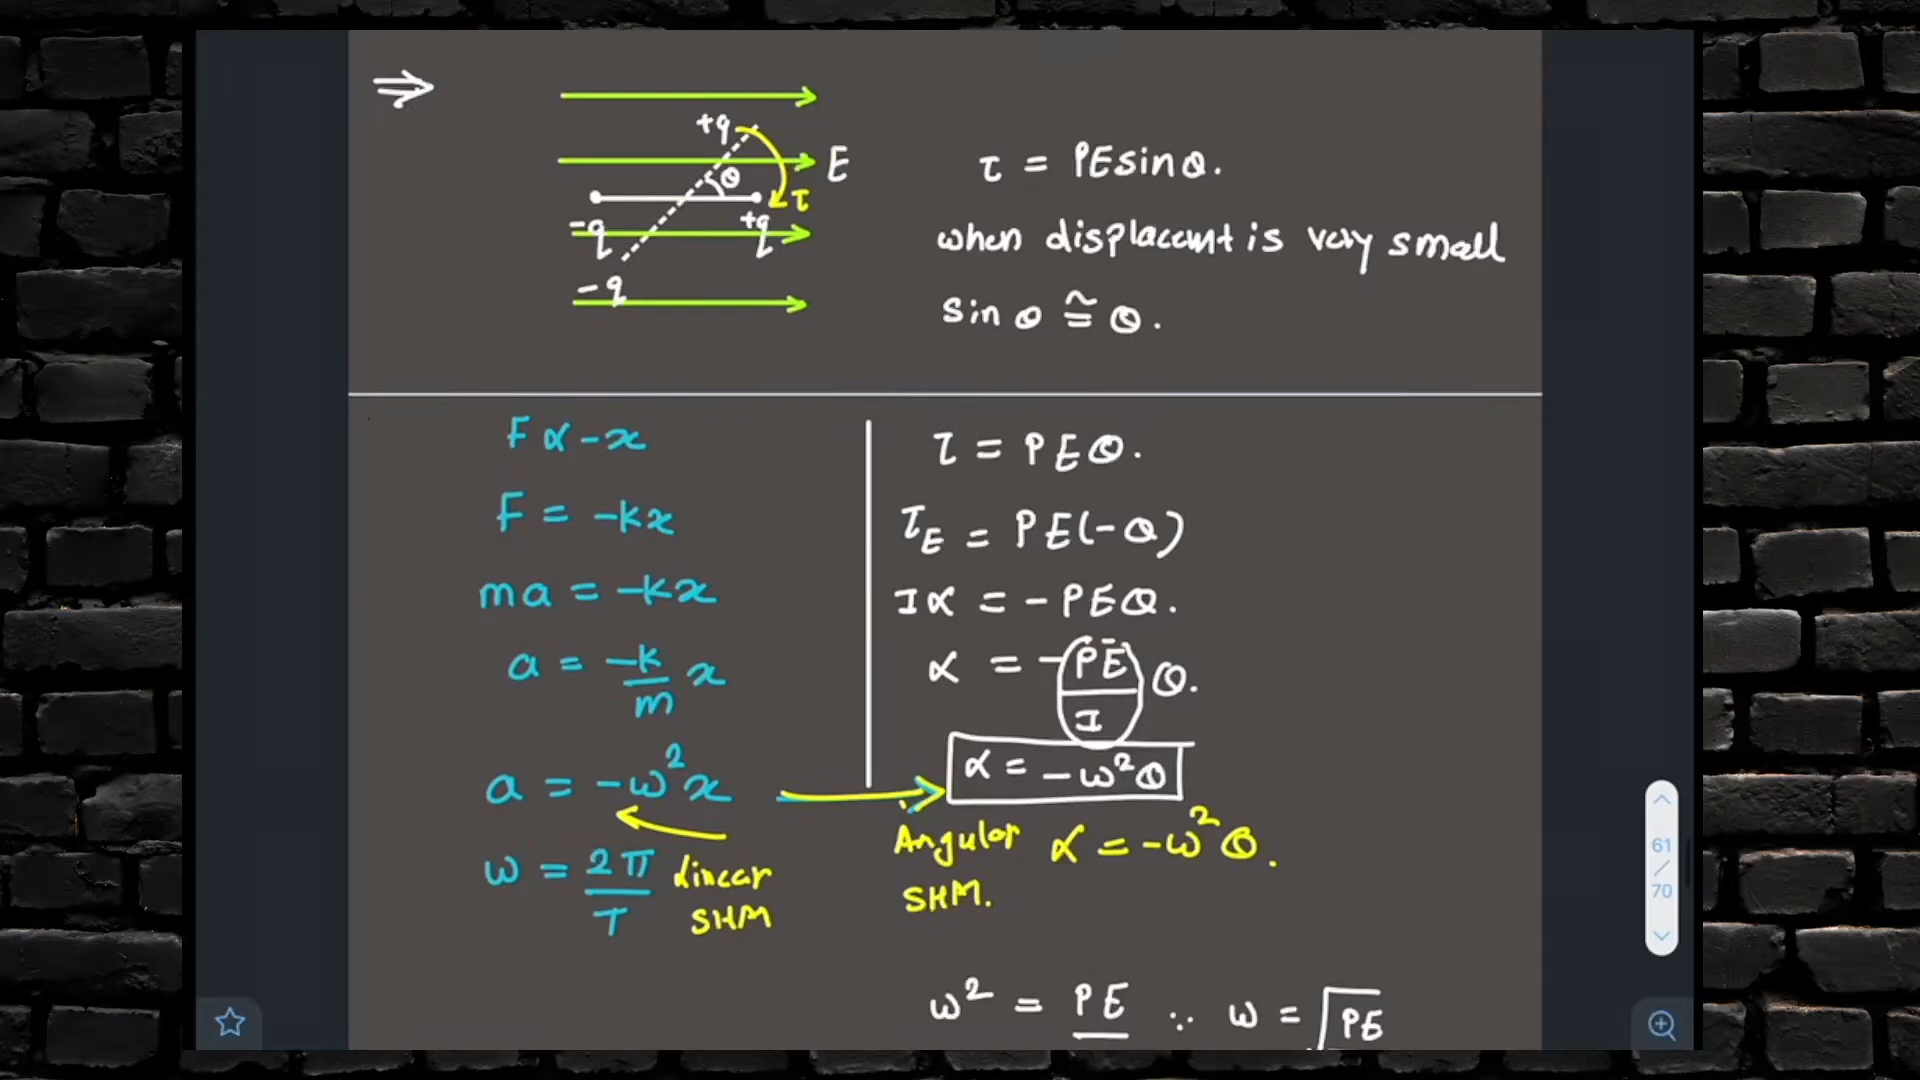 ⇒
+q
E
θ
τ
-q
+q
-q
τ = PEsinθ.
when displacemt is very small
Sin θ ≅ θ.
F α -x
F = -kx
ma = -kx
a = -k/m x
a = -ω²x
ω = 2π/T
Linear
SHM
τ = PEθ.
τE = PE(-θ)
Iα = -PEθ.
α = -PE/I θ.
α = -ω²θ
Angular α = -ω²θ.
SHM.
ω² = PE ∵ ω = √PE
61
/
70